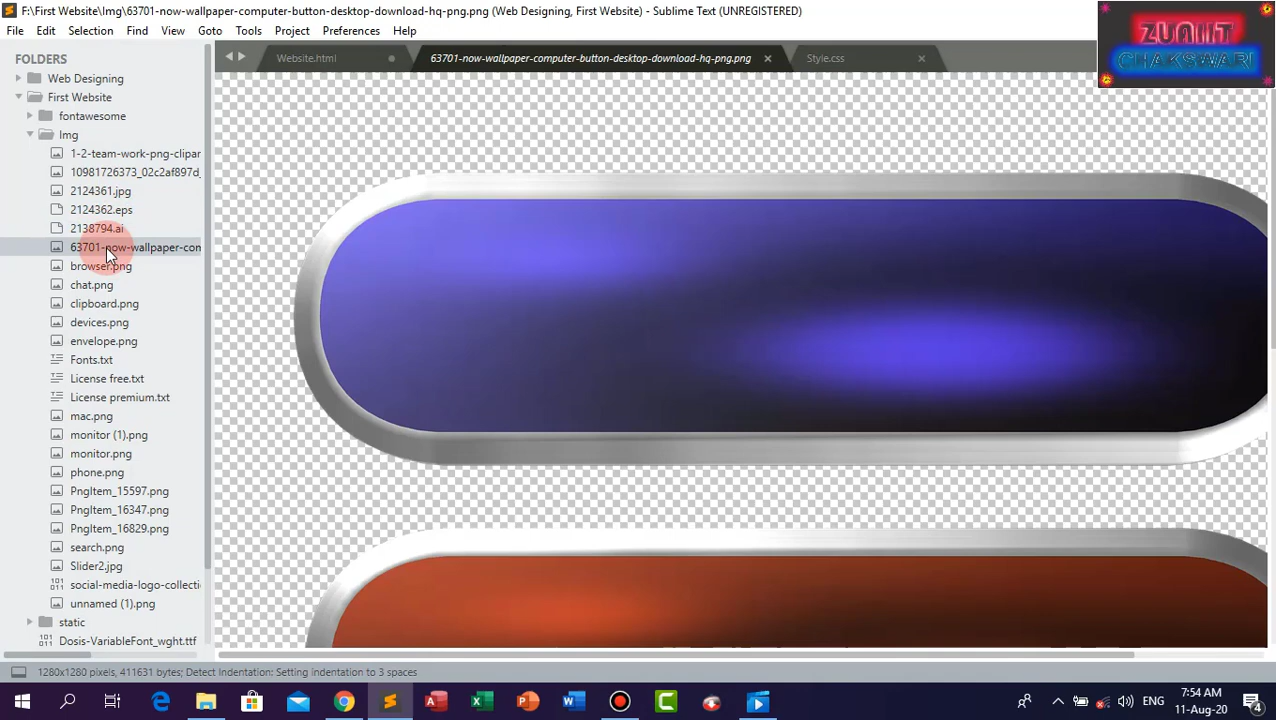 F:\First Website\Img\63701-now-wallpaper-computer-button-desktop-download-hq-png.png (Web Designing, First Website) - Sublime Text (UNREGISTERED)
File Edit Selection Find View Goto Tools Project Preferences Help
ZUNIIT
CHAKSWARI
FOLDERS
Website.html
63701-now-wallpaper-computer-button-desktop-download-hq-png.png
Style.css
Web Designing
First Website
fontawesome
Img
1-2-team-work-png-clipar
10981726373_02c2af897d_
2124361.jpg
2124362.eps
2138794.ai
63701-now-wallpaper-com
browser.png
chat.png
clipboard.png
devices.png
envelope.png
Fonts.txt
License free.txt
License premium.txt
mac.png
monitor (1).png
monitor.png
phone.png
PngItem_15597.png
PngItem_16347.png
PngItem_16829.png
search.png
Slider2.jpg
social-media-logo-collecti
unnamed (1).png
static
Dosis-VariableFont_wght.ttf
1280x1280 pixels, 411631 bytes; Detect Indentation: Setting indentation to 3 spaces
ENG
7:54 AM
11-Aug-20
4